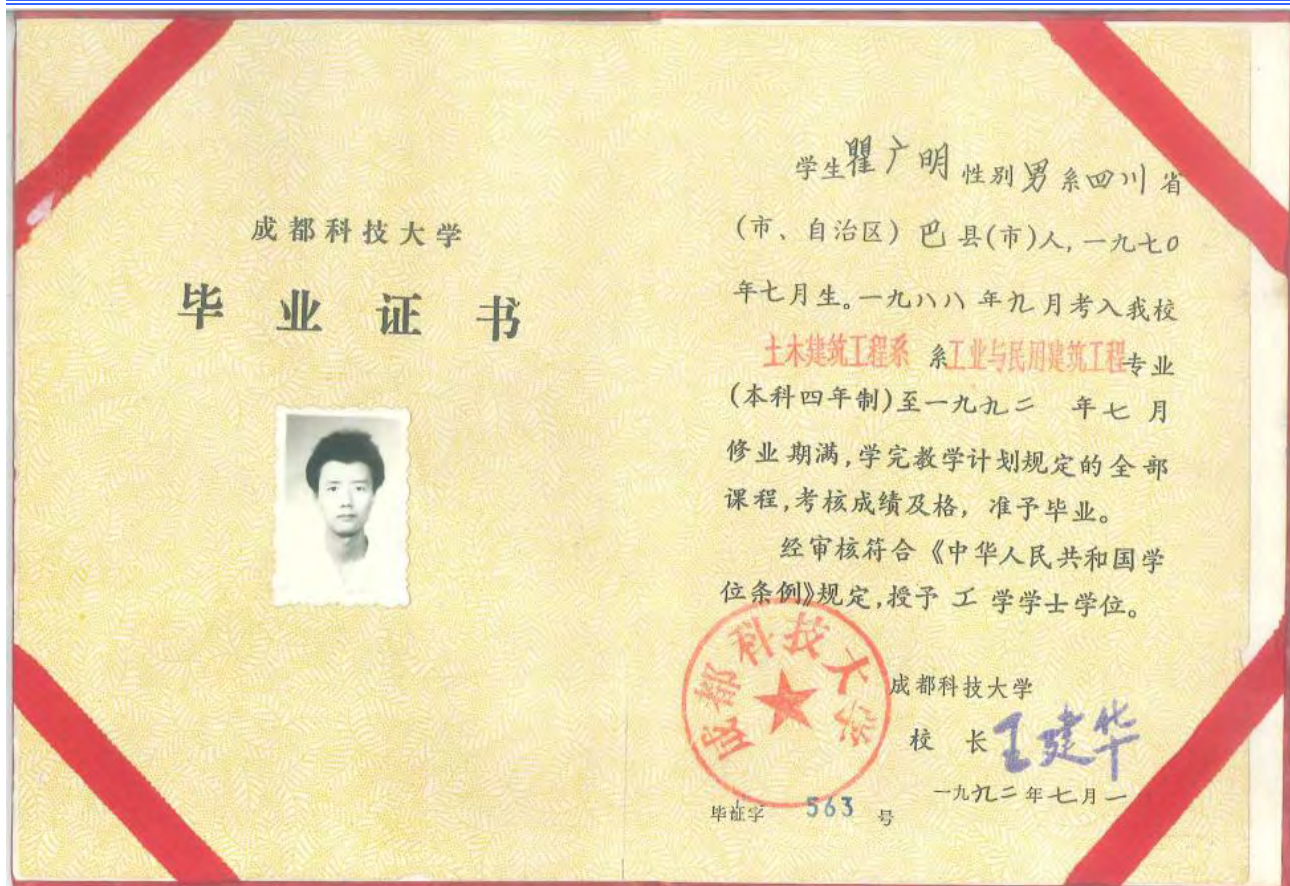 成都科技大学
毕业证书
学生瞿广明性别男系四川省
(市、自治区)巴县(市)人,一九七〇
年七月生。一九八八年九月考入我校
土木建筑工程系 系工业与民用建筑工程专业
(本科四年制)至一九九二 年七月
修业期满,学完教学计划规定的全部
课程,考核成绩及格,准予毕业。
经审核符合《中华人民共和国学
位条例》规定,授予 工 学学士学位。
成都科技大学
成都科技大学
校 长 王建华
一九九二年七月一
毕证字 563 号